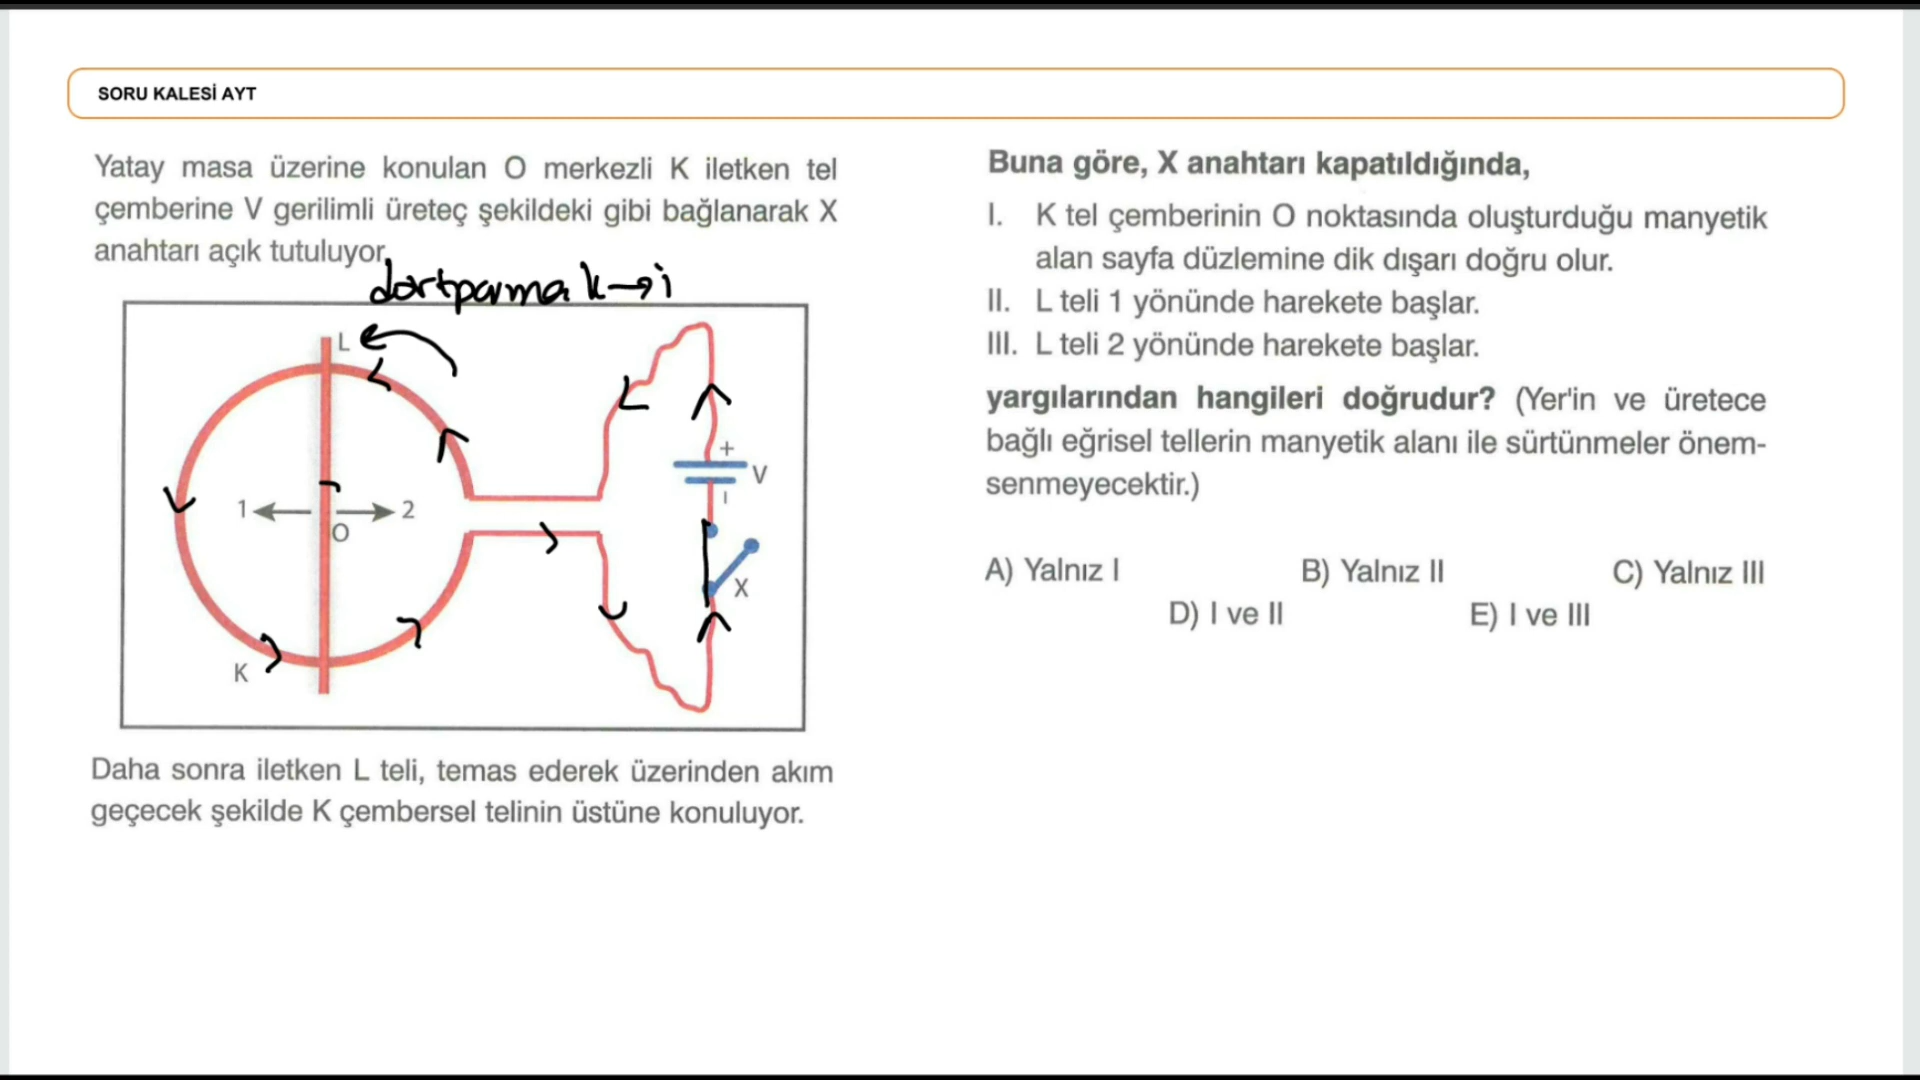 SORU KALESİ AYT
Yatay masa üzerine konulan O merkezli K iletken tel
çemberine V gerilimli üreteç şekildeki gibi bağlanarak X
anahtarı açık tutuluyor.
dörtparmak→i
L
+
V
1
2
O
X
K
Daha sonra iletken L teli, temas ederek üzerinden akım
geçecek şekilde K çembersel telinin üstüne konuluyor.
Buna göre, X anahtarı kapatıldığında,
I. K tel çemberinin O noktasında oluşturduğu manyetik
alan sayfa düzlemine dik dışarı doğru olur.
II. L teli 1 yönünde harekete başlar.
III. L teli 2 yönünde harekete başlar.
yargılarından hangileri doğrudur? (Yer'in ve üretece
bağlı eğrisel tellerin manyetik alanı ile sürtünmeler önem-
senmeyecektir.)
A) Yalnız I B) Yalnız II C) Yalnız III
D) I ve II E) I ve III